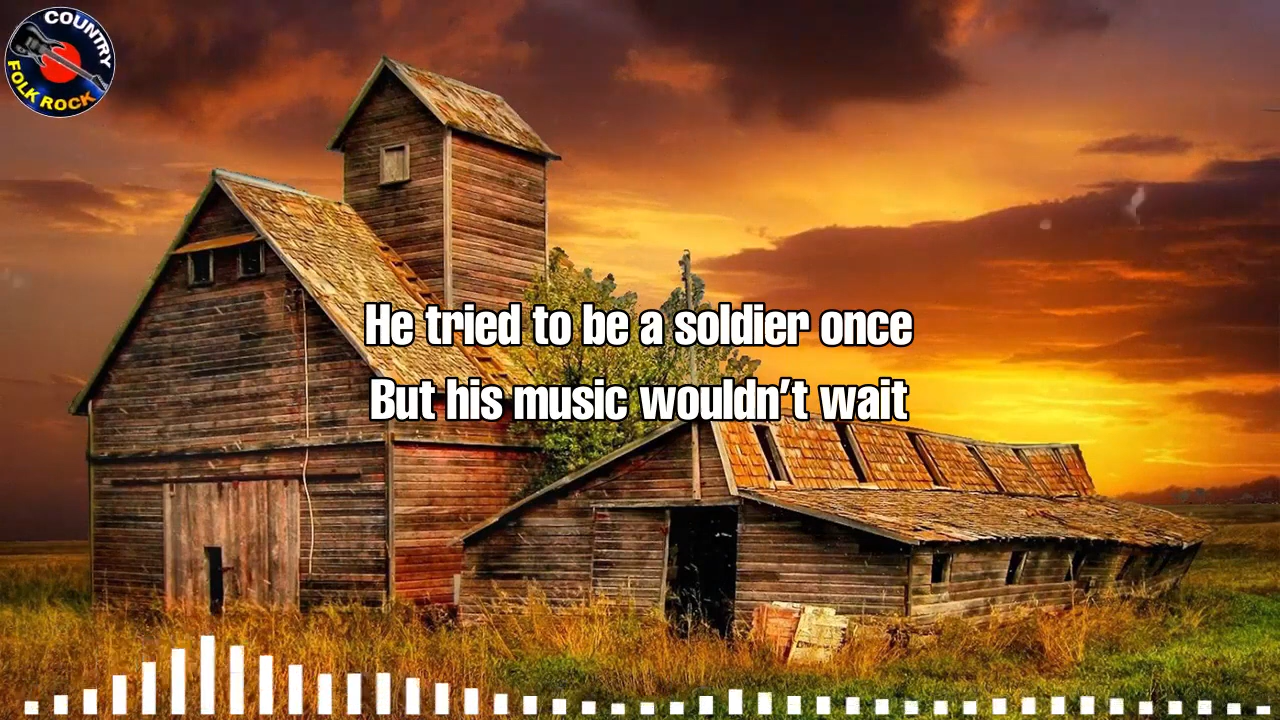 COUNTRY
FOLK ROCK
He tried to be a soldier once
But his music wouldn't wait